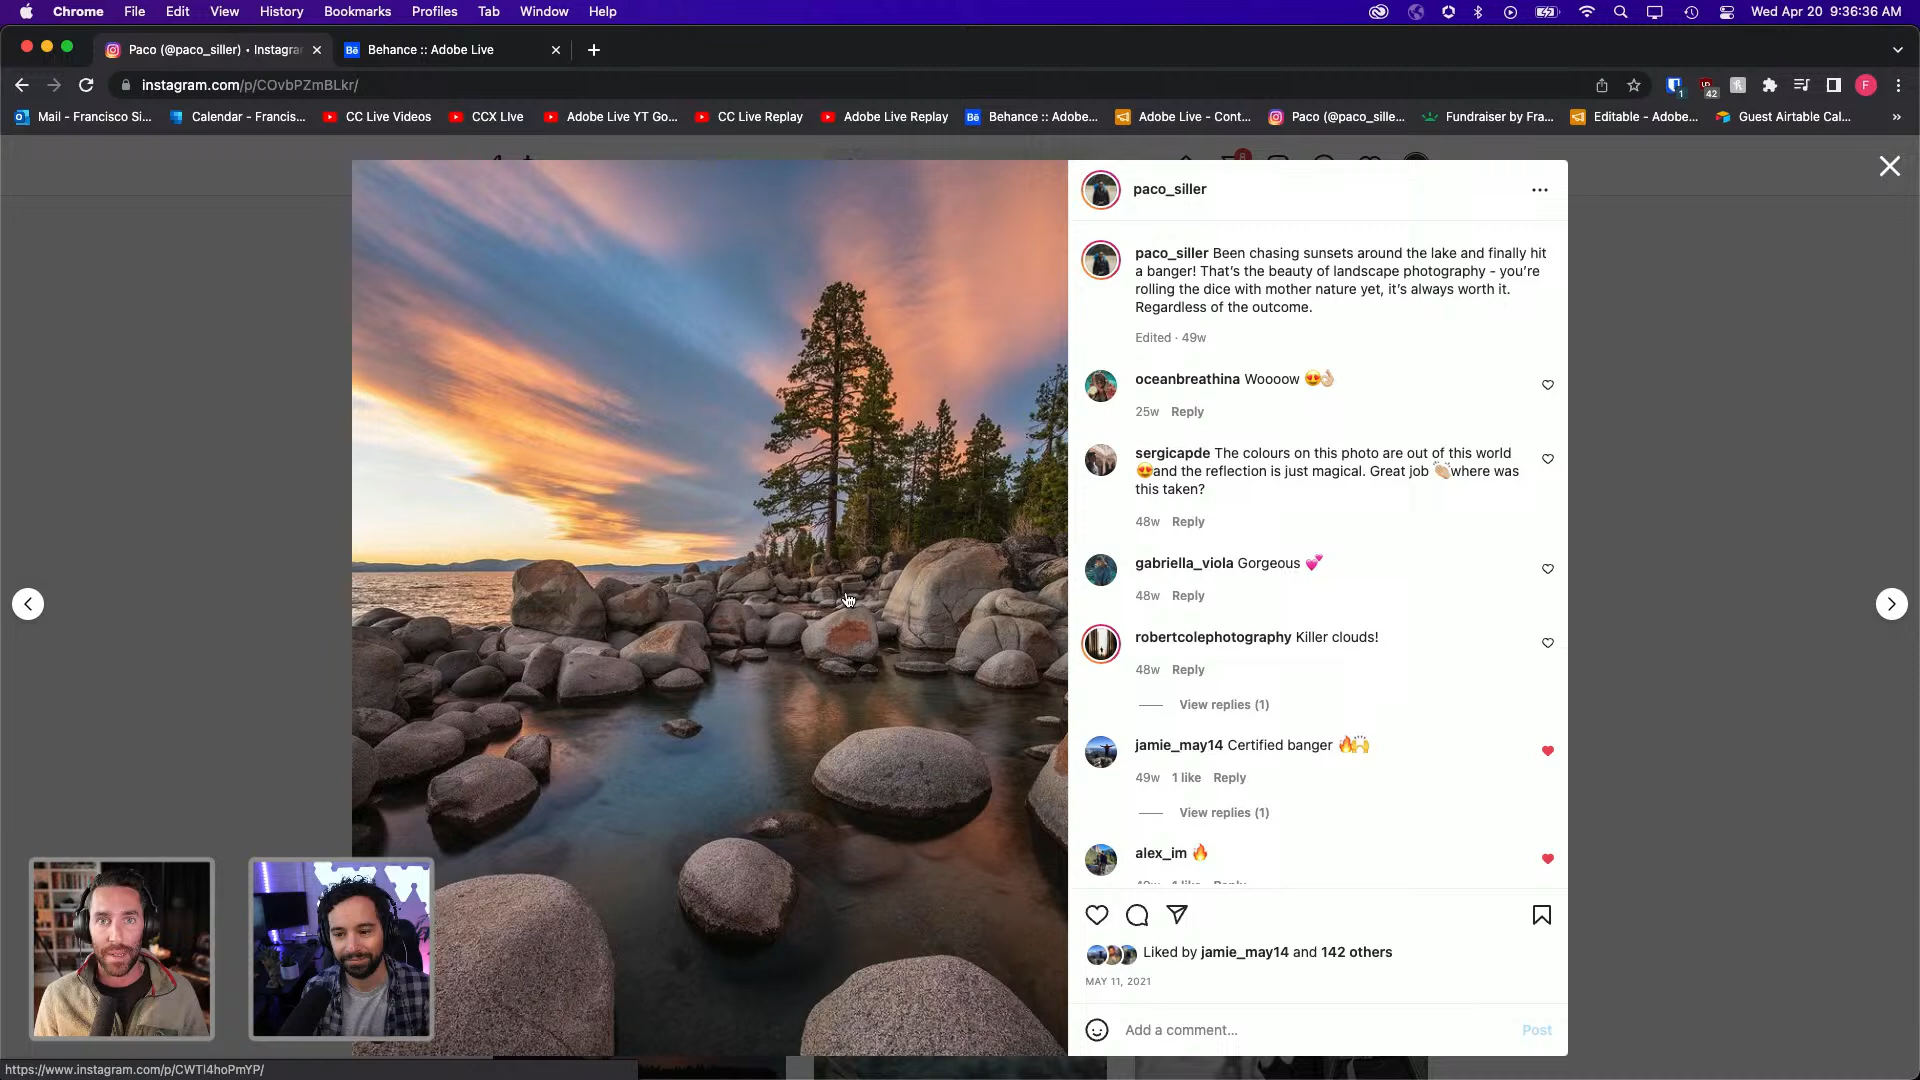 Chrome File Edit View History Bookmarks Profiles Tab Window Help Wed Apr 20 9:36:36 AM
Paco (@paco_siller) • Instagra Bē Behance :: Adobe Live
instagram.com/p/COvbPZmBLkr/ 1 42 F
Mail - Francisco Si... Calendar - Francis... CC Live Videos CCX LIve Adobe Live YT Go... CC Live Replay Adobe Live Replay Bē Behance :: Adobe... Adobe Live - Cont... Paco (@paco_sille... Fundraiser by Fra... Editable - Adobe... Guest Airtable Cal... »
paco_siller
paco_siller Been chasing sunsets around the lake and finally hit
a banger! That's the beauty of landscape photography - you're
rolling the dice with mother nature yet, it's always worth it.
Regardless of the outcome.
Edited · 49w
oceanbreathina Woooow 😍👌🏼
25w Reply
sergicapde The colours on this photo are out of this world
😍and the reflection is just magical. Great job 👏🏼where was
this taken?
48w Reply
gabriella_viola Gorgeous 💕
48w Reply
robertcolephotography Killer clouds!
48w Reply
View replies (1)
jamie_may14 Certified banger 🔥🙌
49w 1 like Reply
View replies (1)
alex_im 🔥
Liked by jamie_may14 and 142 others
MAY 11, 2021
Add a comment... Post
https://www.instagram.com/p/CWTl4hoPmYP/